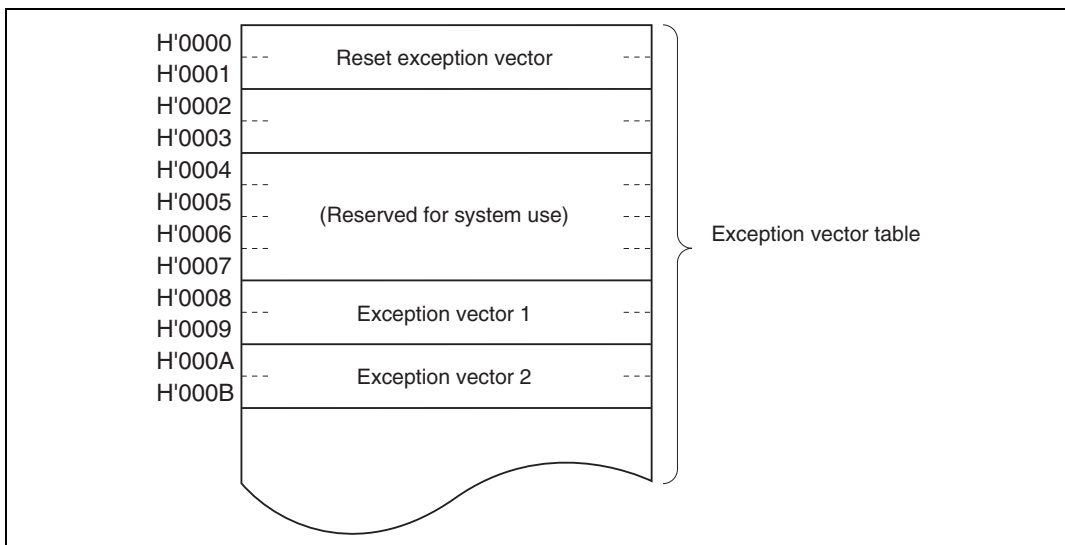 H'0000
Reset exception vector
H'0001
H'0002
H'0003
H'0004
H'0005
(Reserved for system use)
H'0006
Exception vector table
H'0007
H'0008
Exception vector 1
H'0009
H'000A
Exception vector 2
H'000B